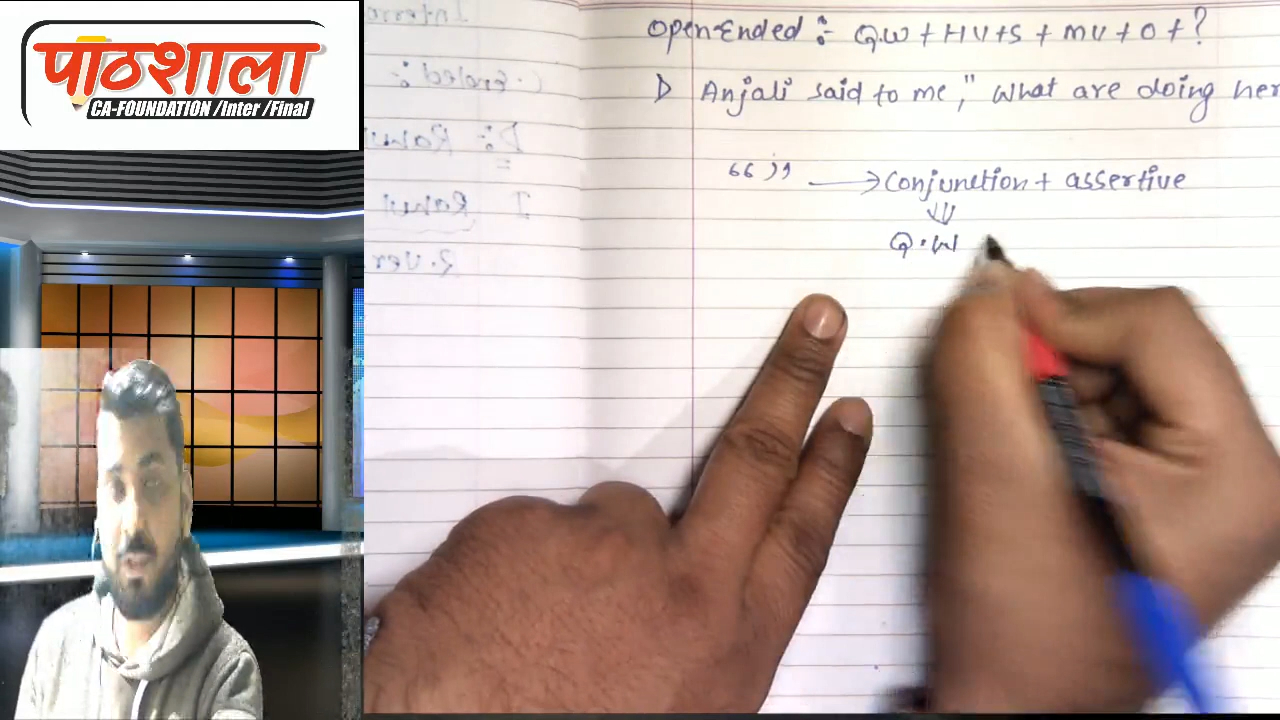 पाठशाला
CA-FOUNDATION /Inter /Final
Open-Ended :- Q.W + H.V + S + M.V + O + ?
D Anjali said to me," What are doing her
“ ” → Conjunction + assertive
⇓
Q.W